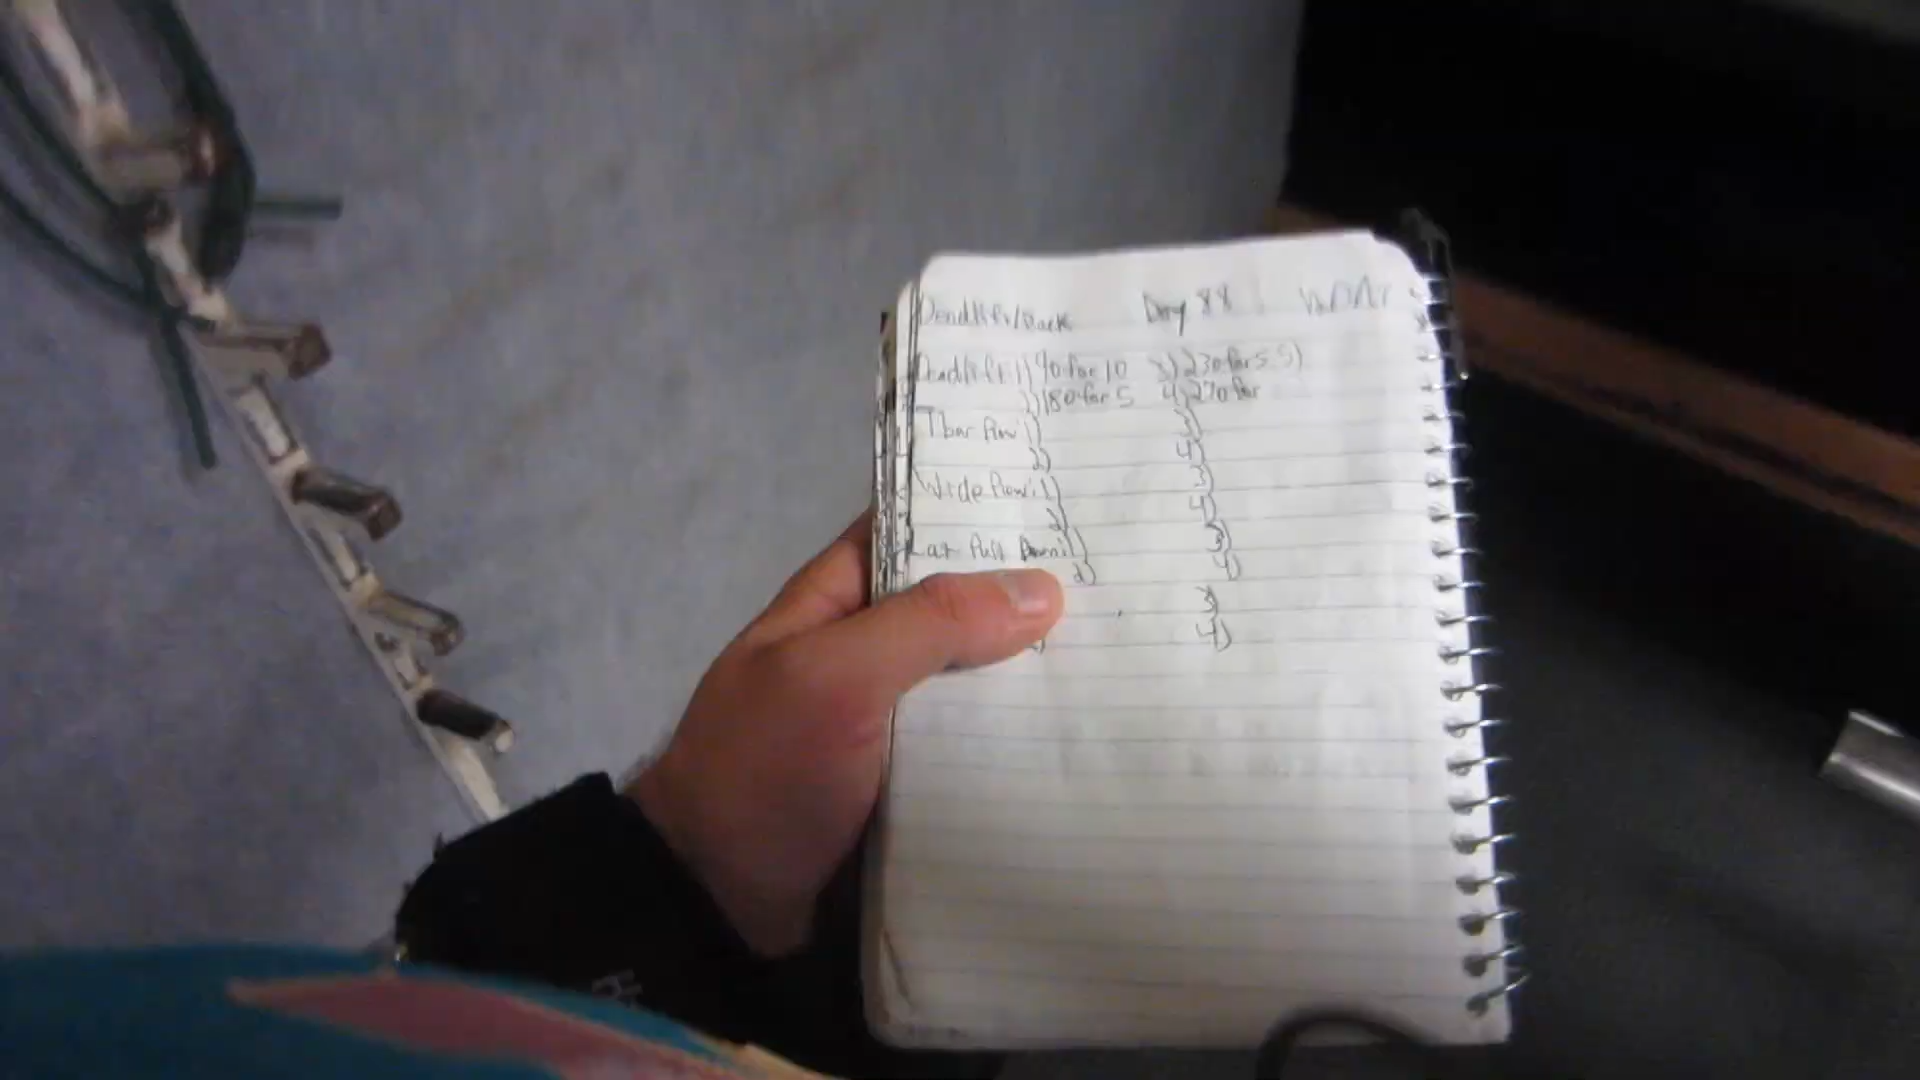 Deadlift/Back Day 88
Deadlift 1) 90 for 10 3) 230 for 5 5)
2) 180 for 5 4) 270 for
Tbar Row 1) 3)
2) 4)
Wide Row 1) 3)
2) 4)
Lat Pull Down 1) 3)
2) 4)
3)
2) 4)